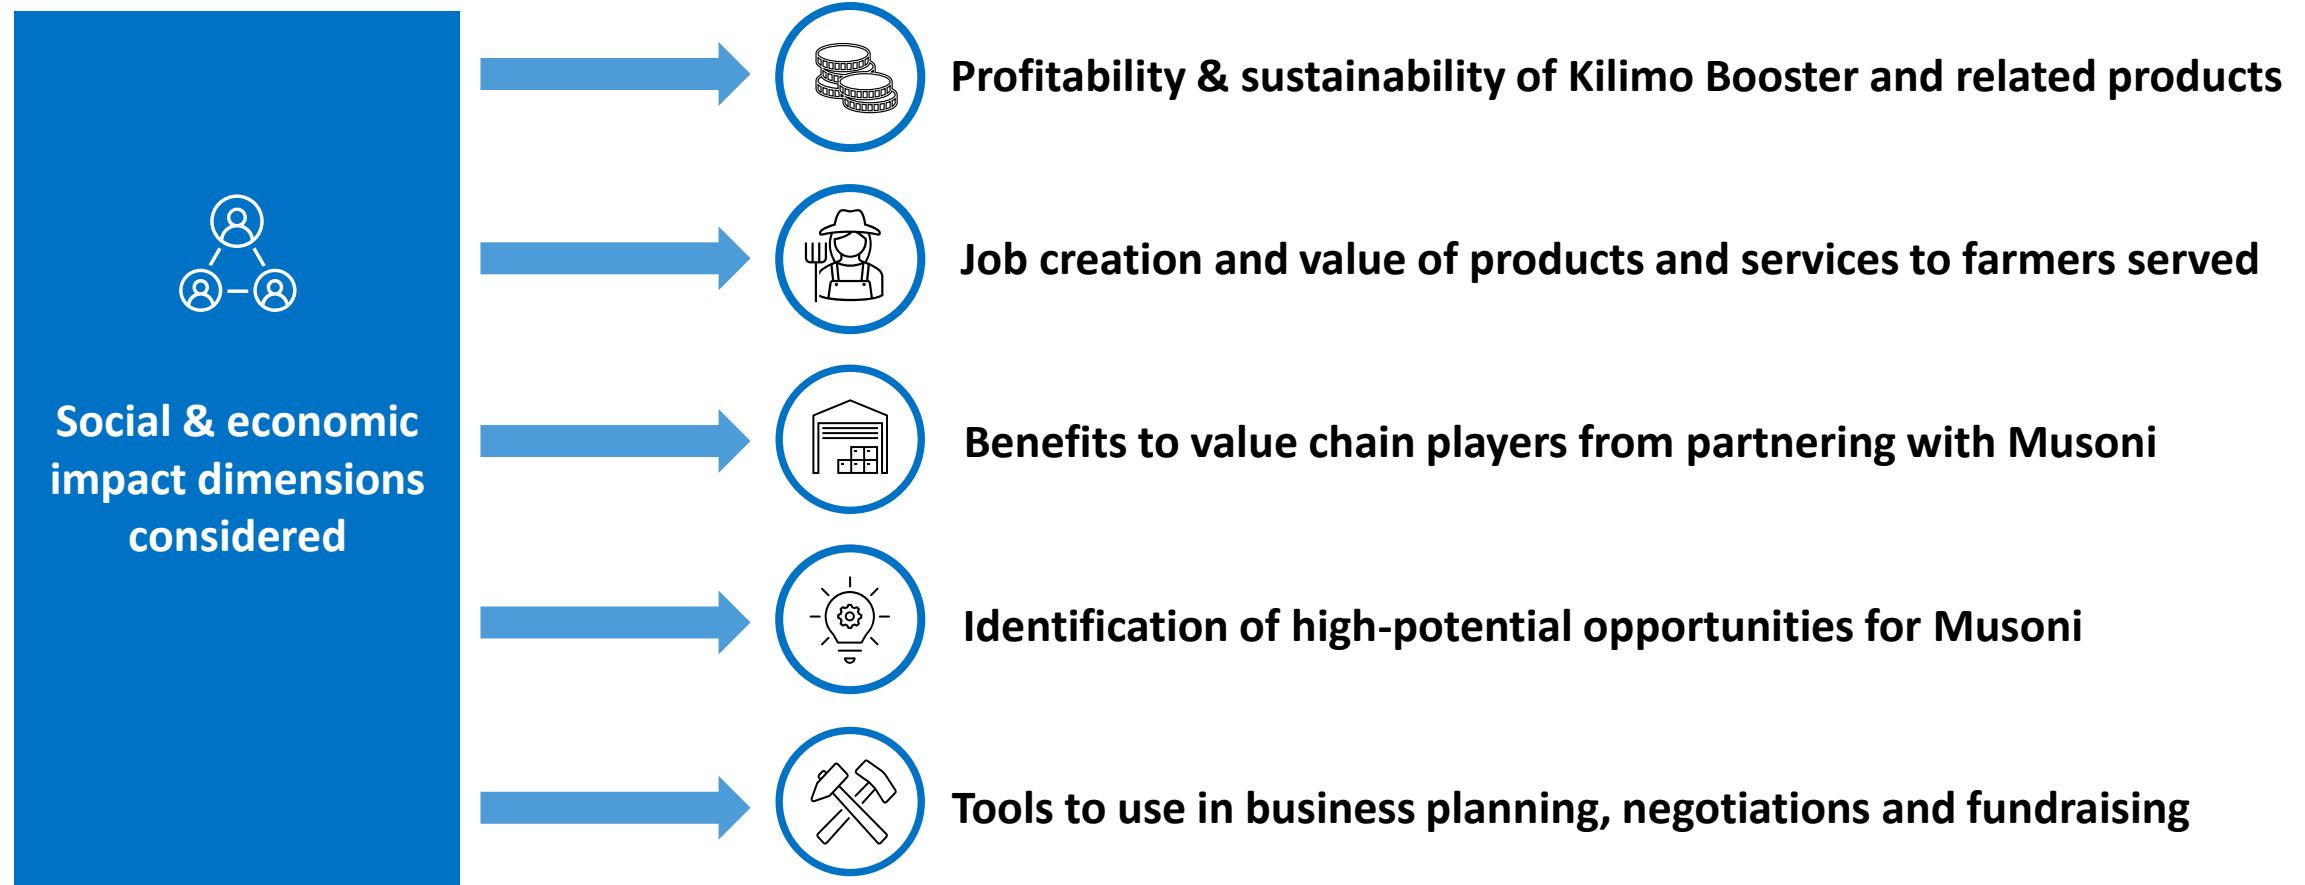 Social & economic
impact dimensions
considered
Profitability & sustainability of Kilimo Booster and related products
Job creation and value of products and services to farmers served
Benefits to value chain players from partnering with Musoni
Identification of high-potential opportunities for Musoni
Tools to use in business planning, negotiations and fundraising